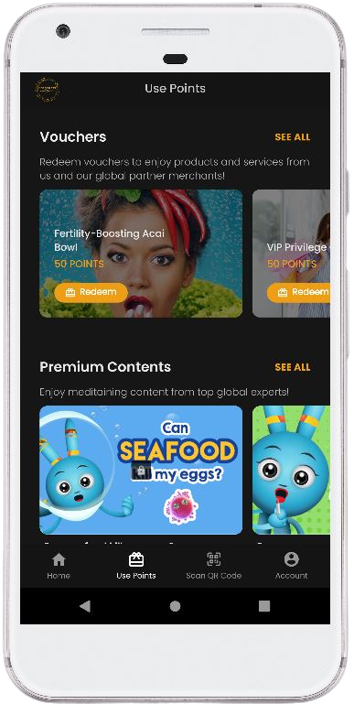 Use Points
Vouchers
SEE ALL
Redeem vouchers to enjoy products and services from
us and our global partner merchants!
Fertility-Boosting Acai
Bowl
50 POINTS
Redeem
VIP Privilege
50 POINTS
Redeem
Premium Contents
SEE ALL
Enjoy meditaining content from top global experts!
Can
SEAFOOD
my eggs?
Home
Use Points
Scan QR Code
Account